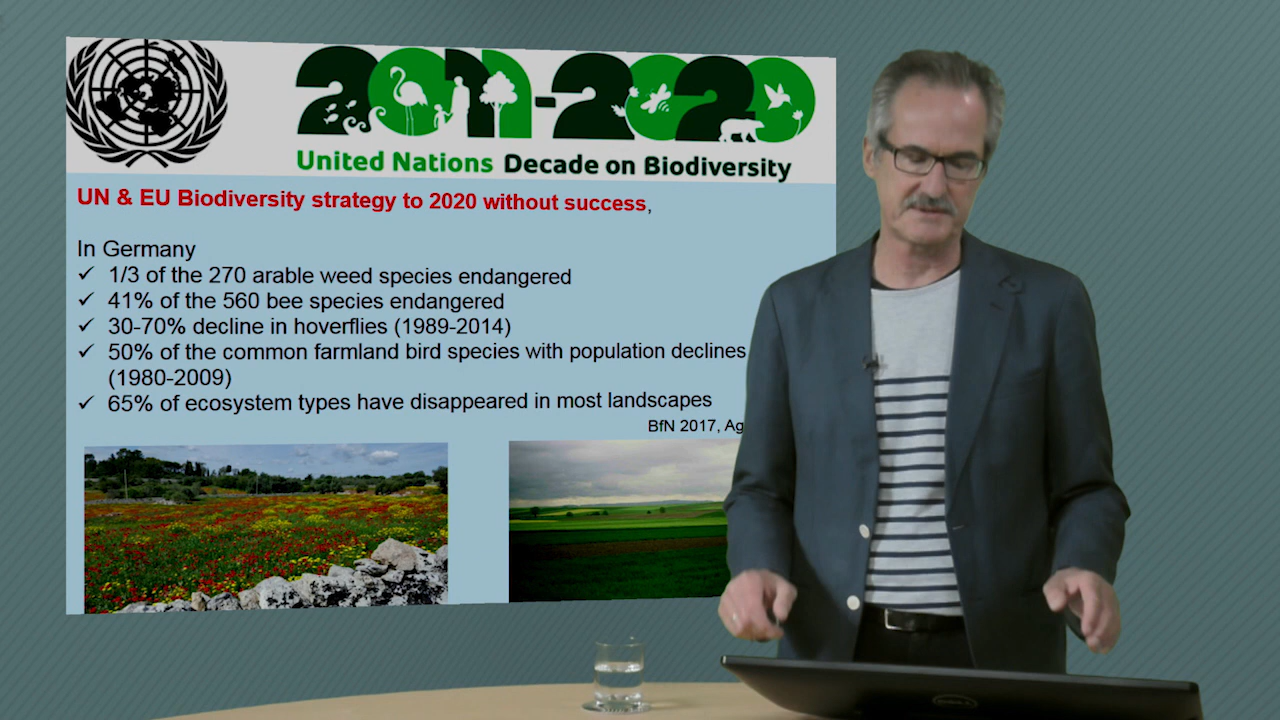 2011-2020
United Nations Decade on Biodiversity
UN & EU Biodiversity strategy to 2020 without success,
In Germany
✓ 1/3 of the 270 arable weed species endangered
✓ 41% of the 560 bee species endangered
✓ 30-70% decline in hoverflies (1989-2014)
✓ 50% of the common farmland bird species with population declines
(1980-2009)
✓ 65% of ecosystem types have disappeared in most landscapes
BfN 2017, Ag